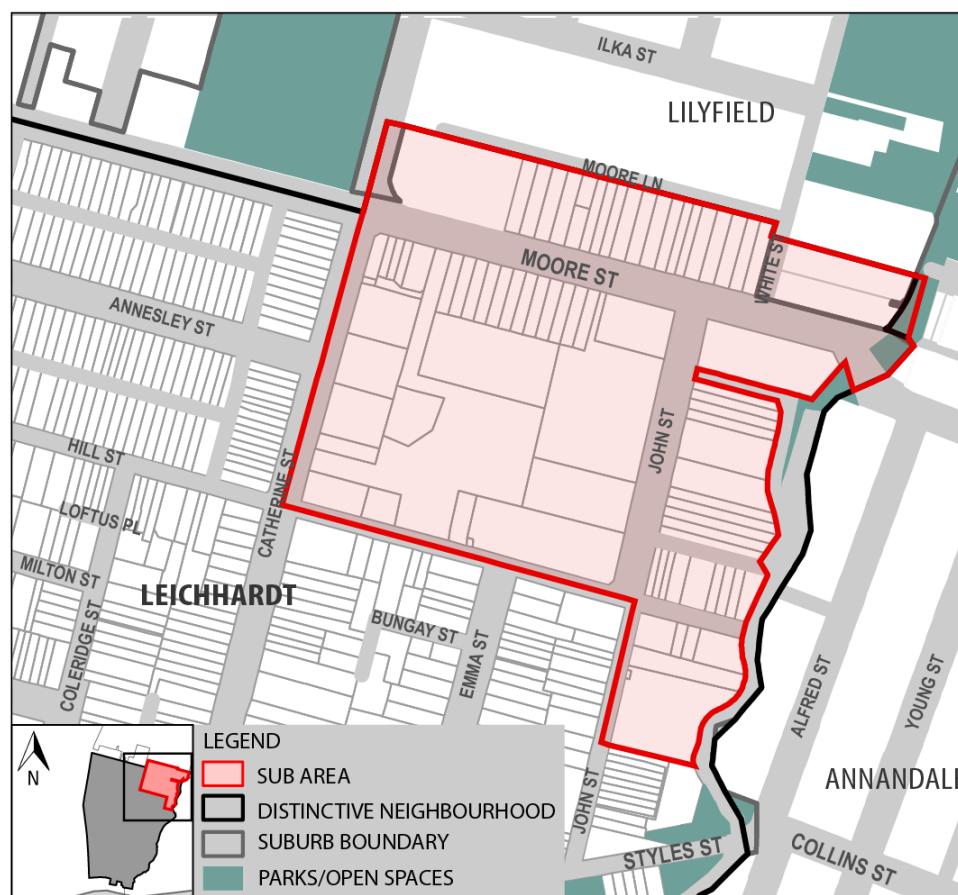 ILKA ST
LILYFIELD
MOORE LN
MOORE ST
WHITE S
ANNESLEY ST
JOHN ST
HILL ST
CATHERINE ST
LOFTUS PL
MILTON ST
LEICHHARDT
COLERIDGE ST
BUNGAY ST
EMMA ST
ALFRED ST
YOUNG ST
ANNANDALE
JOHN ST
STYLES ST
COLLINS ST
N
LEGEND
SUB AREA
DISTINCTIVE NEIGHBOURHOOD
SUBURB BOUNDARY
PARKS/OPEN SPACES